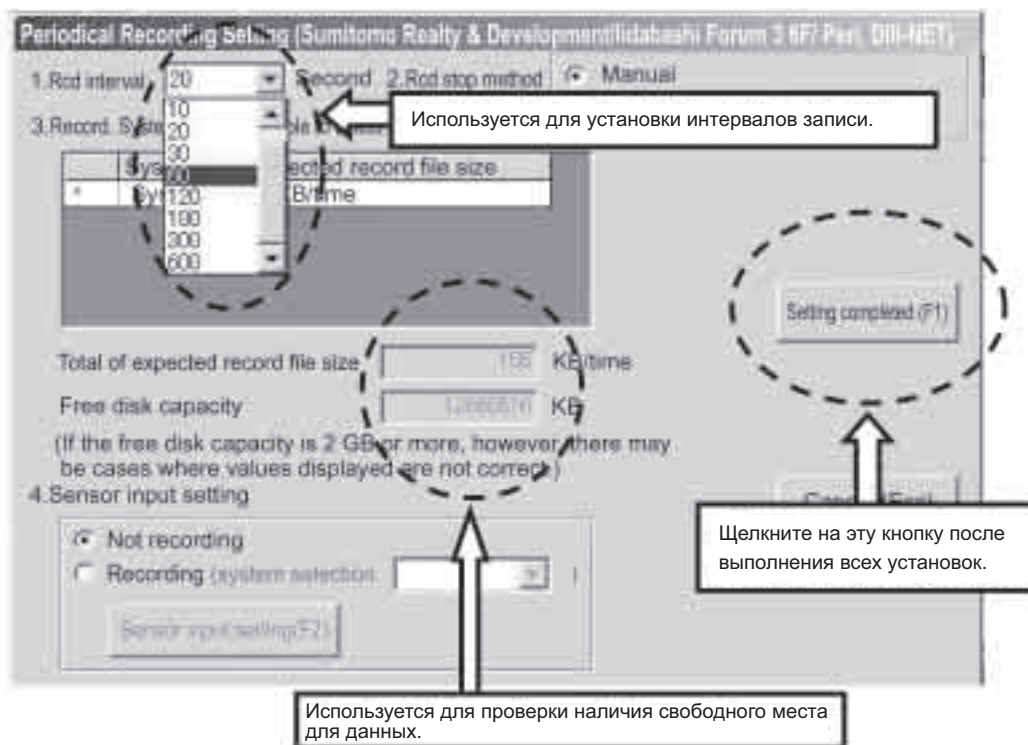 Periodical Recording Setting (Sumitomo Realty & Development Iidabashi Forum 3 6F/ Peri. DIII-NET)
1.Rcd interval 20 Second 2.Rcd stop method Manual
Используется для установки интервалов записи.
3.Record. Syste
10
20
30
60
120
180
300
600
Sys ected record file size
* Sy KB/time
Setting completed (F1)
Total of expected record file size 155 KB/time
Free disk capacity KB
(If the free disk capacity is 2 GB or more, however, there may
be cases where values displayed are not correct.)
4.Sensor input setting
Not recording
Recording (system selection )
Sensor input setting(F2)
Щелкните на эту кнопку после
выполнения всех установок.
Используется для проверки наличия свободного места
для данных.